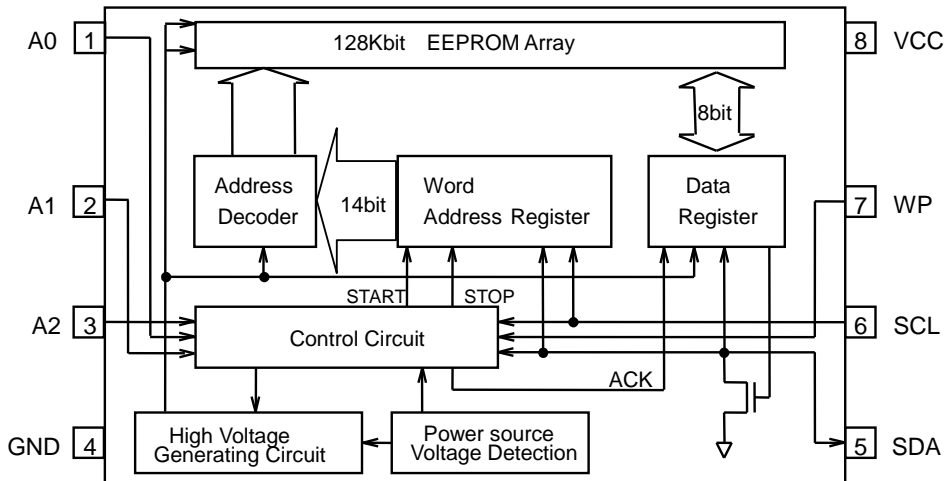 A0 1 128Kbit EEPROM Array 8 VCC
8bit
A1 2 Address Decoder 14bit Word Address Register Data Register 7 WP
START STOP
A2 3 Control Circuit 6 SCL
ACK
GND 4 High Voltage Generating Circuit Power source Voltage Detection 5 SDA